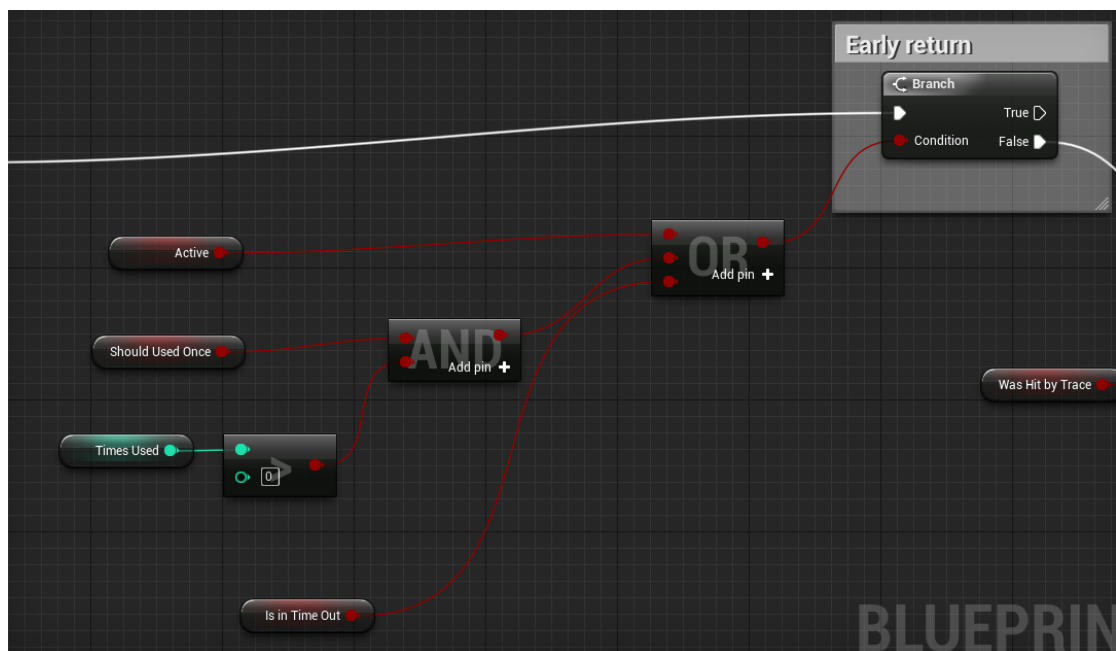 Early return
Branch
True
Condition
False
Active
OR
Add pin
Should Used Once
AND
Add pin
Was Hit by Trace
Times Used
0
>
Is in Time Out
BLUEPRIN